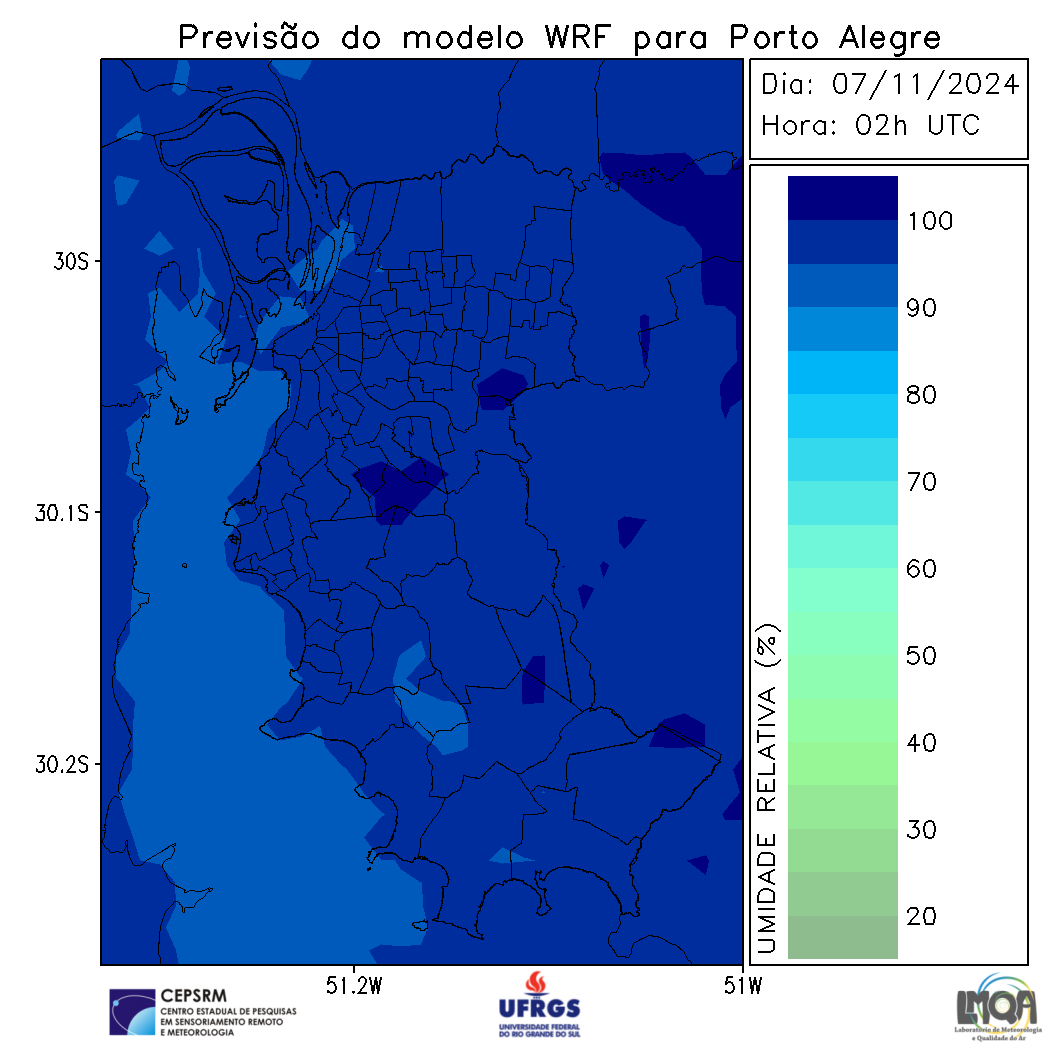 Previsão do modelo WRF para Porto Alegre
Dia: 07/11/2024
Hora: 02h UTC
30S
30.1S
30.2S
51.2W
51W
UMIDADE RELATIVA (%)
100
90
80
70
60
50
40
30
20
CEPSRM
CENTRO ESTADUAL DE PESQUISAS
EM SENSORIAMENTO REMOTO
E METEOROLOGIA
UFRGS
UNIVERSIDADE FEDERAL
DO RIO GRANDE DO SUL
LMQA
Laboratório de Meteorologia
e Qualidade do Ar